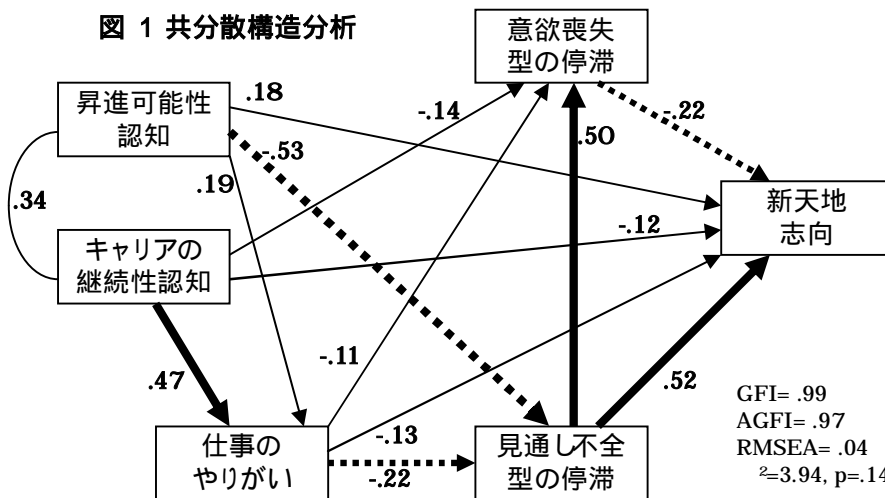 図 1 共分散構造分析
意欲喪失
型の停滞
昇進可能性
認知
.18
-.14
-.22
-.53
.50
.19
.34
新天地
志向
キャリアの
継続性認知
-.12
-.11
.47
.52
GFI= .99
AGFI= .97
RMSEA= .04
²=3.94, p=.14
仕事の
やりがい
-.13
-.22
見通し不全
型の停滞